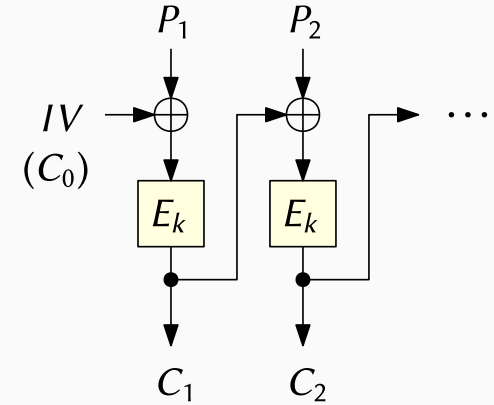 P₁ P₂
IV ...
(C₀)
Eₖ Eₖ
C₁ C₂